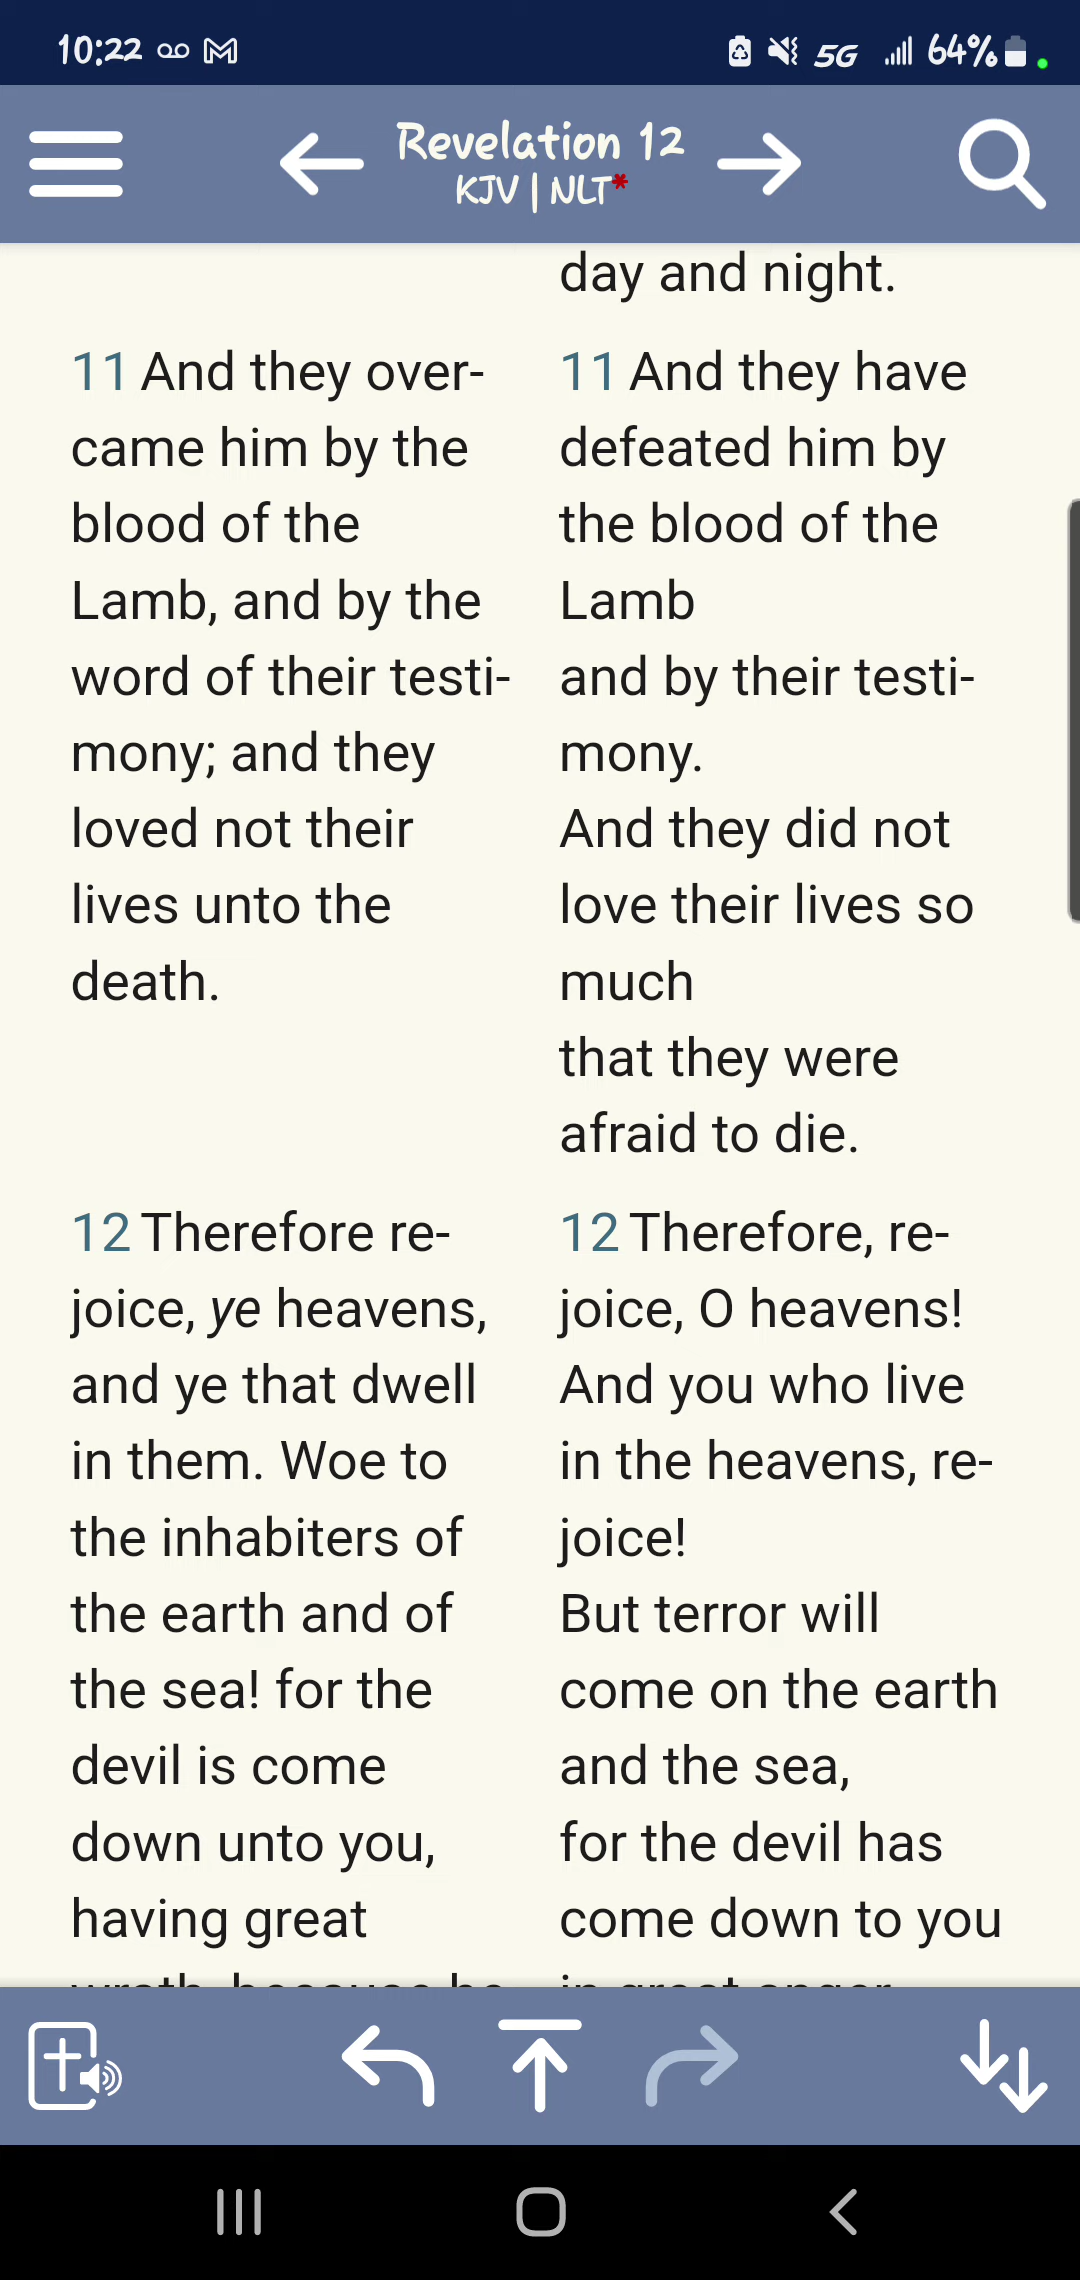 10:22
5G 64%
Revelation 12
KJV | NLT*
day and night.
11 And they over-
came him by the
blood of the
Lamb, and by the
word of their testi-
mony; and they
loved not their
lives unto the
death.
11 And they have
defeated him by
the blood of the
Lamb
and by their testi-
mony.
And they did not
love their lives so
much
that they were
afraid to die.
12 Therefore re-
joice, ye heavens,
and ye that dwell
in them. Woe to
the inhabiters of
the earth and of
the sea! for the
devil is come
down unto you,
having great
wrath, because he
12 Therefore, re-
joice, O heavens!
And you who live
in the heavens, re-
joice!
But terror will
come on the earth
and the sea,
for the devil has
come down to you
in great anger